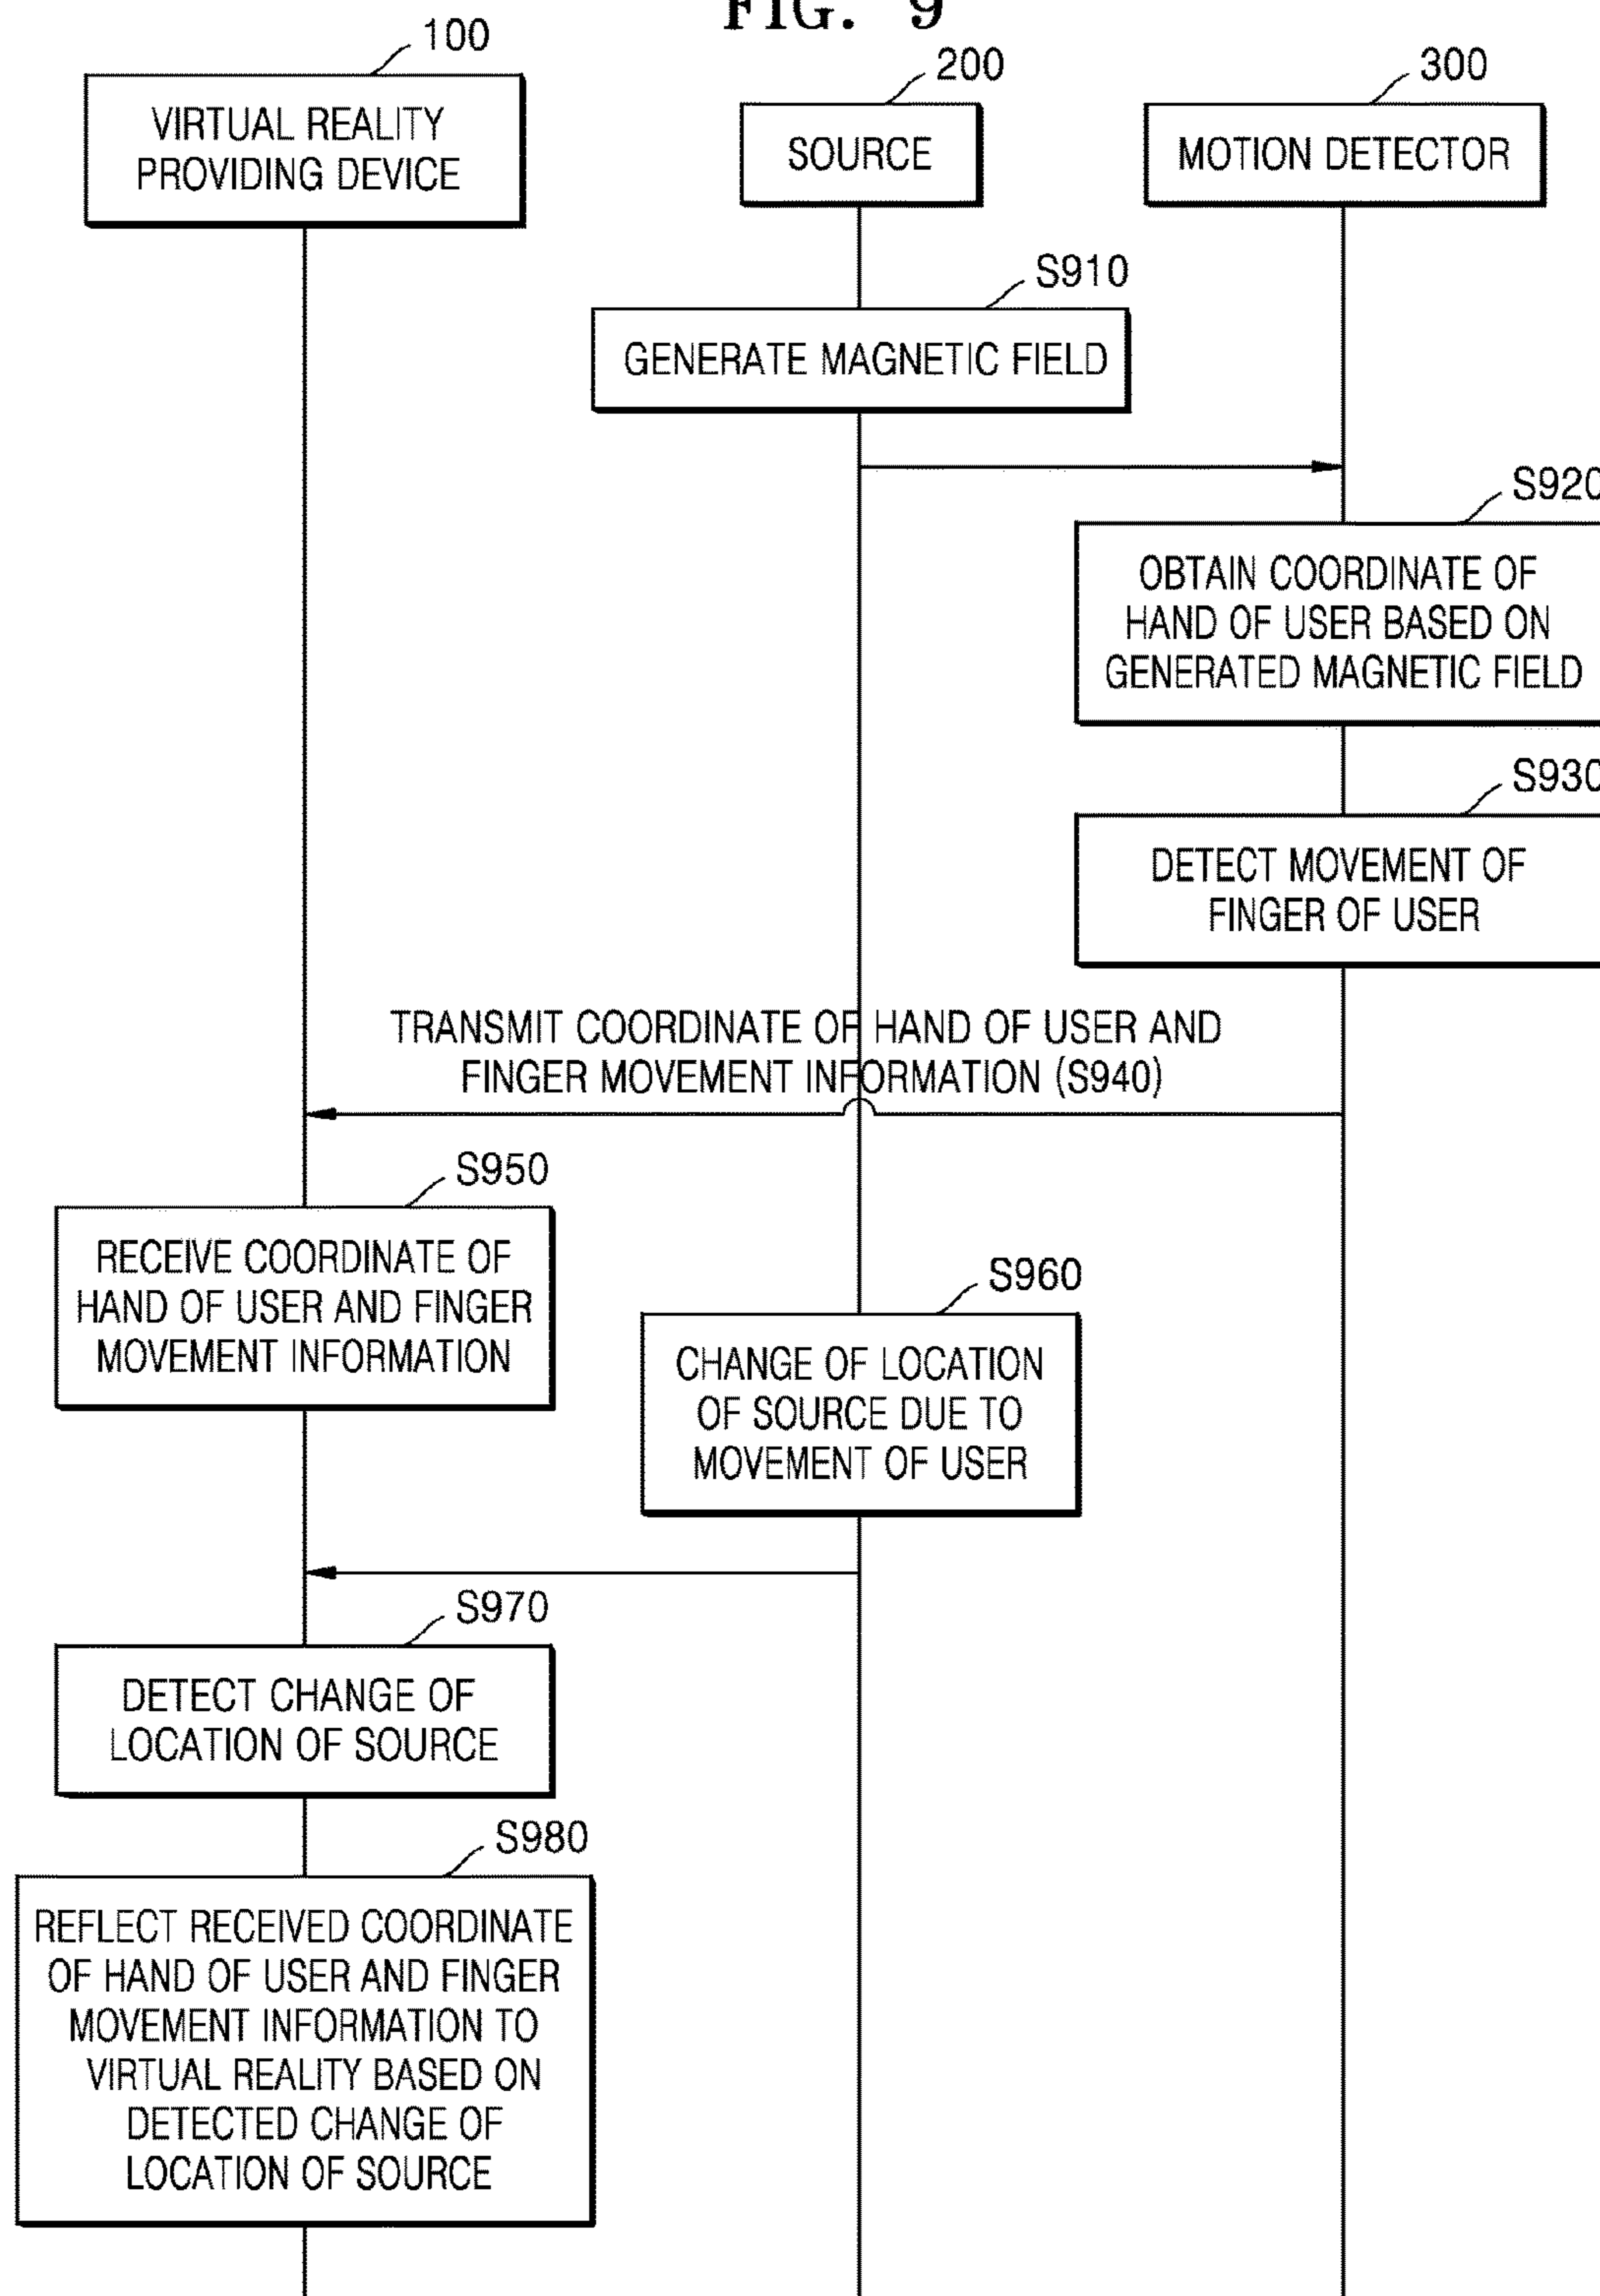 FIG. 9
100
200
300
VIRTUAL REALITY
PROVIDING DEVICE
SOURCE
MOTION DETECTOR
S910
GENERATE MAGNETIC FIELD
S920
OBTAIN COORDINATE OF
HAND OF USER BASED ON
GENERATED MAGNETIC FIELD
S930
DETECT MOVEMENT OF
FINGER OF USER
TRANSMIT COORDINATE OF HAND OF USER AND
FINGER MOVEMENT INFORMATION (S940)
S950
RECEIVE COORDINATE OF
HAND OF USER AND FINGER
MOVEMENT INFORMATION
S960
CHANGE OF LOCATION
OF SOURCE DUE TO
MOVEMENT OF USER
S970
DETECT CHANGE OF
LOCATION OF SOURCE
S980
REFLECT RECEIVED COORDINATE
OF HAND OF USER AND FINGER
MOVEMENT INFORMATION TO
VIRTUAL REALITY BASED ON
DETECTED CHANGE OF
LOCATION OF SOURCE